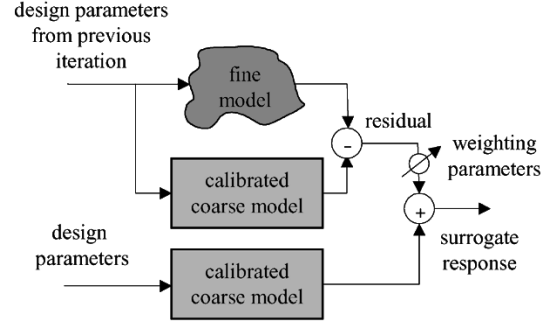 design parameters
from previous
iteration
fine
model
residual
-
weighting
parameters
calibrated
coarse model
+
design
parameters
surrogate
response
calibrated
coarse model